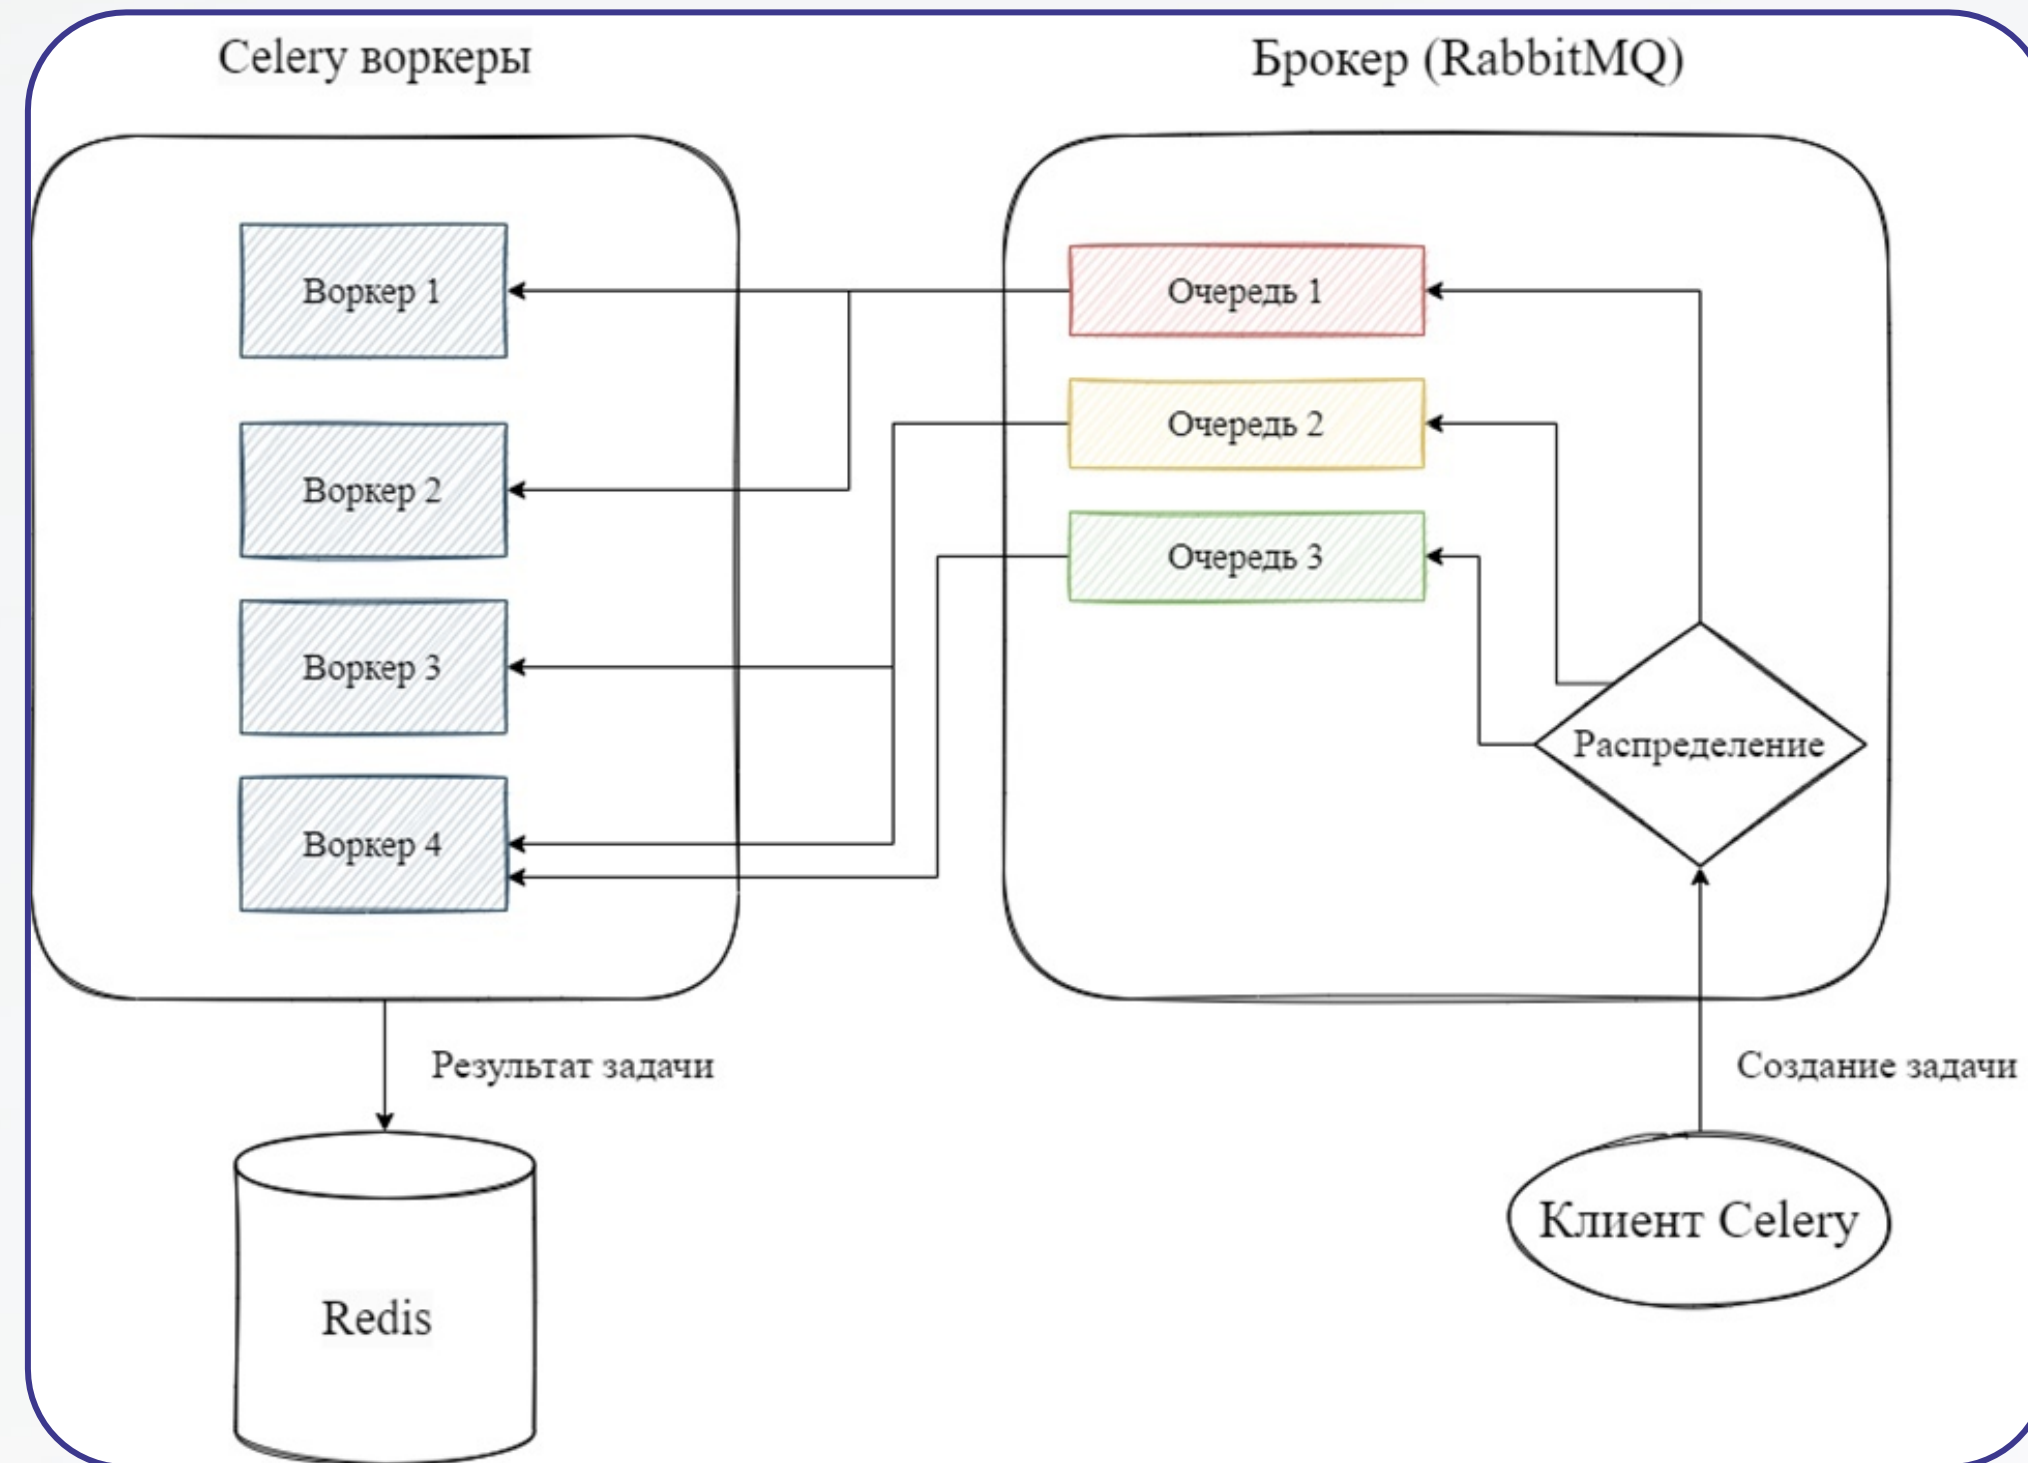 Celery воркеры
Брокер (RabbitMQ)
Воркер 1
Воркер 2
Воркер 3
Воркер 4
Очередь 1
Очередь 2
Очередь 3
Распределение
Результат задачи
Создание задачи
Redis
Клиент Celery